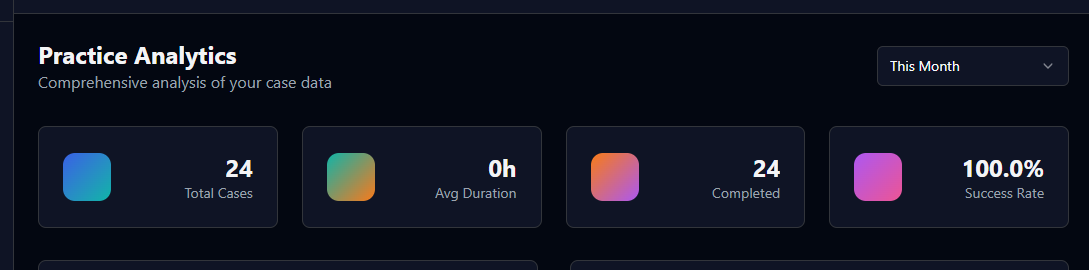 Practice Analytics
Comprehensive analysis of your case data
This Month
24
Total Cases
0h
Avg Duration
24
Completed
100.0%
Success Rate